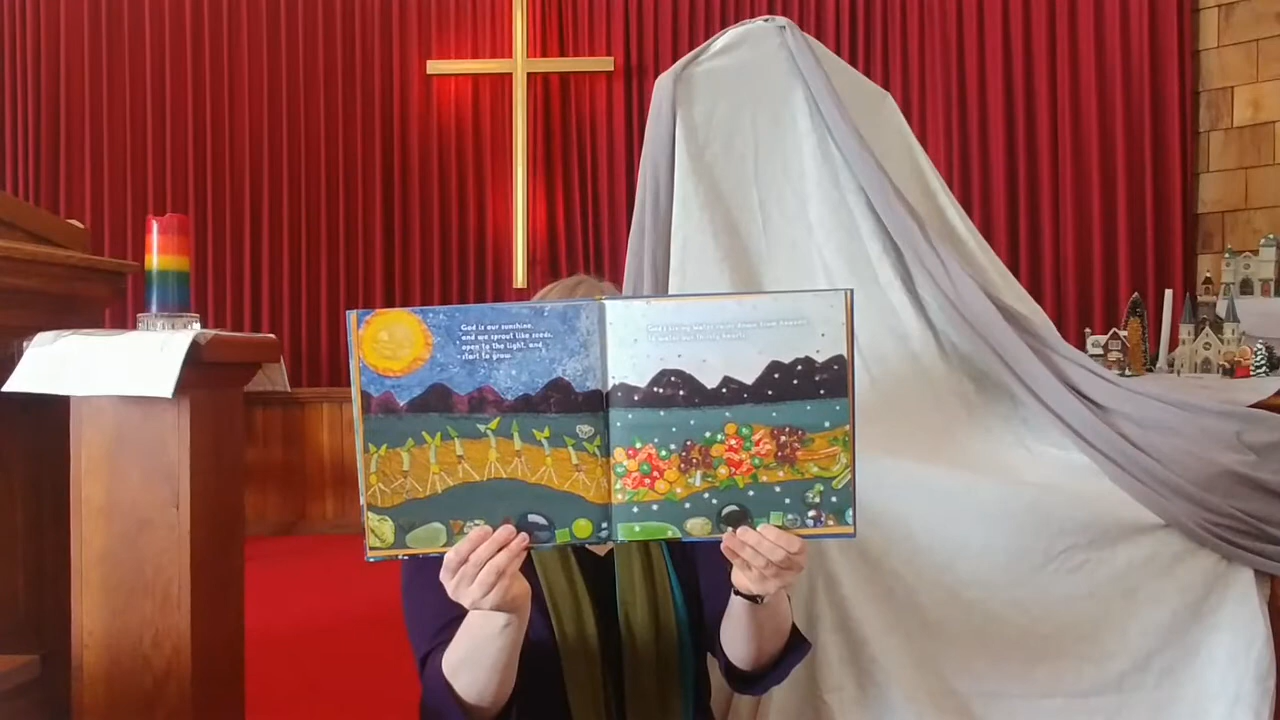 God is our sunshine,
and we sprout like seeds,
open to the light, and
start to grow.
God's living water rains down from heaven
to water our thirsty hearts.